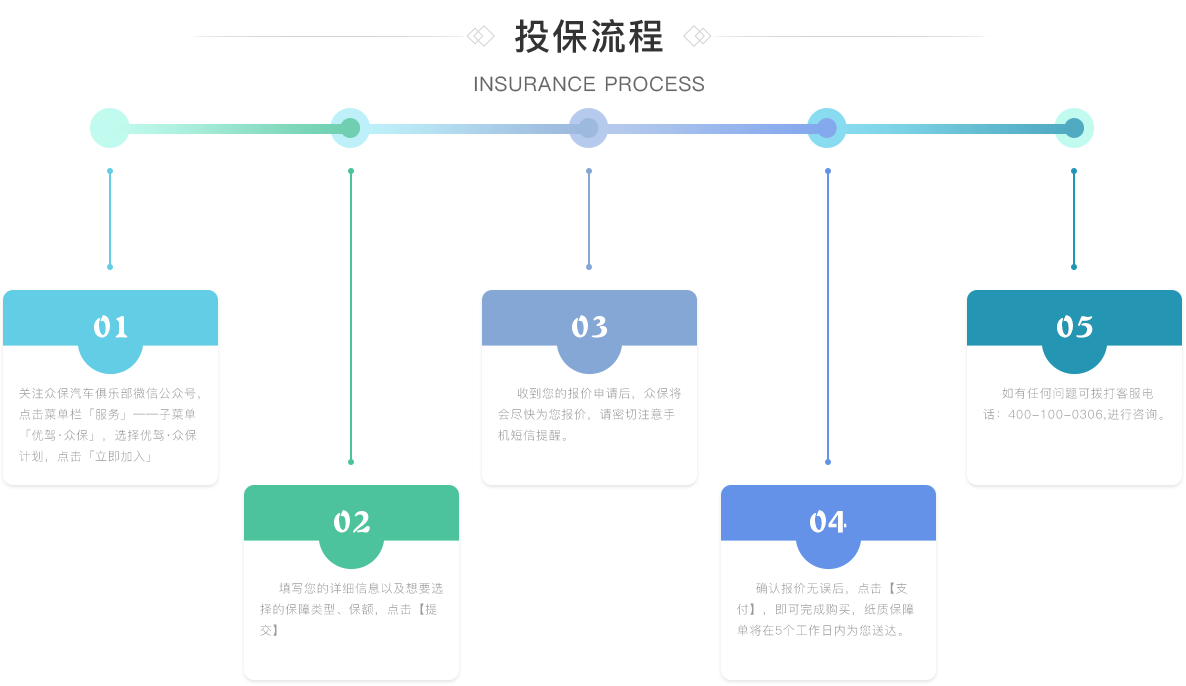 投保流程
INSURANCE PROCESS
01
关注众保汽车俱乐部微信公众号，
点击菜单栏「服务」——子菜单
「优驾·众保」，选择优驾·众保
计划，点击「立即加入」
02
填写您的详细信息以及想要选
择的保障类型、保额，点击【提
交】
03
收到您的报价申请后，众保将
会尽快为您报价，请密切注意手
机短信提醒。
04
确认报价无误后，点击【支
付】，即可完成购买，纸质保障
单将在5个工作日内为您送达。
05
如有任何问题可拨打客服电
话：400-100-0306,进行咨询。